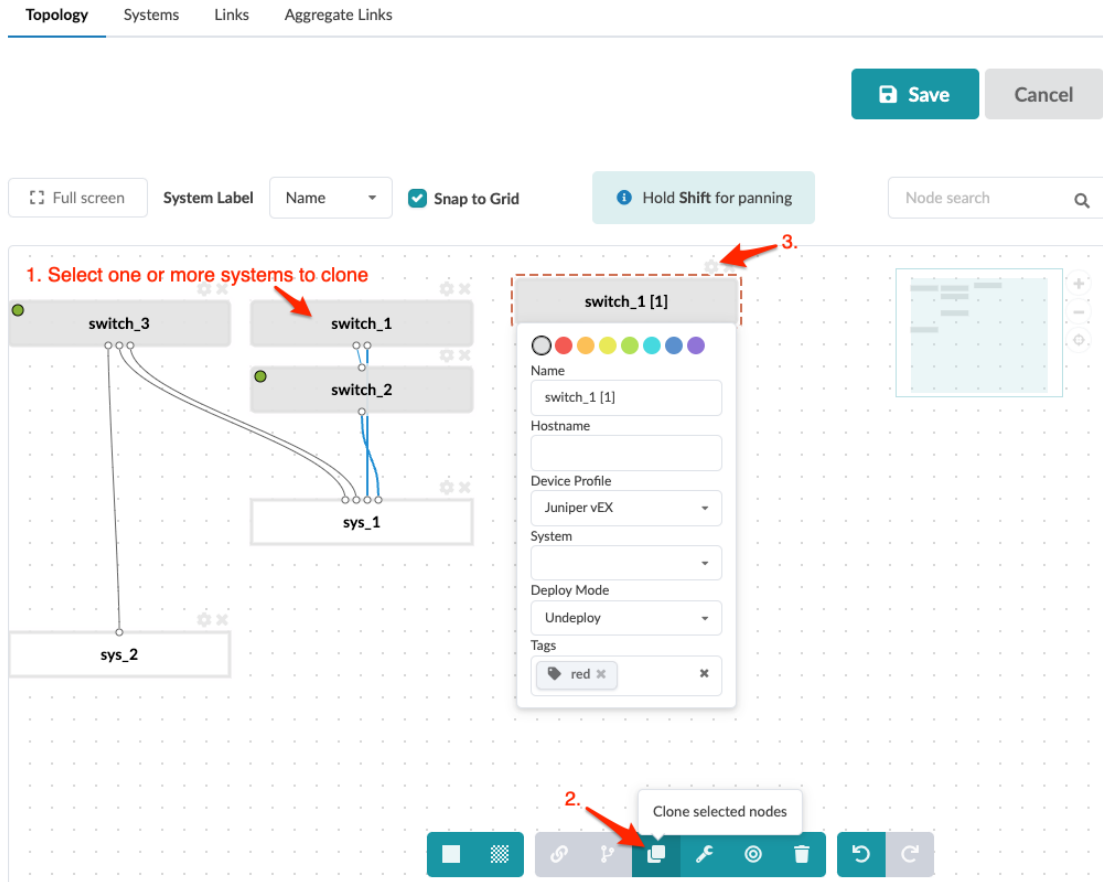 Topology Systems Links Aggregate Links
Save Cancel
Full screen System Label Name Snap to Grid Hold Shift for panning Node search
3.
1. Select one or more systems to clone
switch_3 switch_1 switch_1 [1]
switch_2
sys_1
sys_2
Name
switch_1 [1]
Hostname
Device Profile
Juniper vEX
System
Deploy Mode
Undeploy
Tags
red
2.
Clone selected nodes